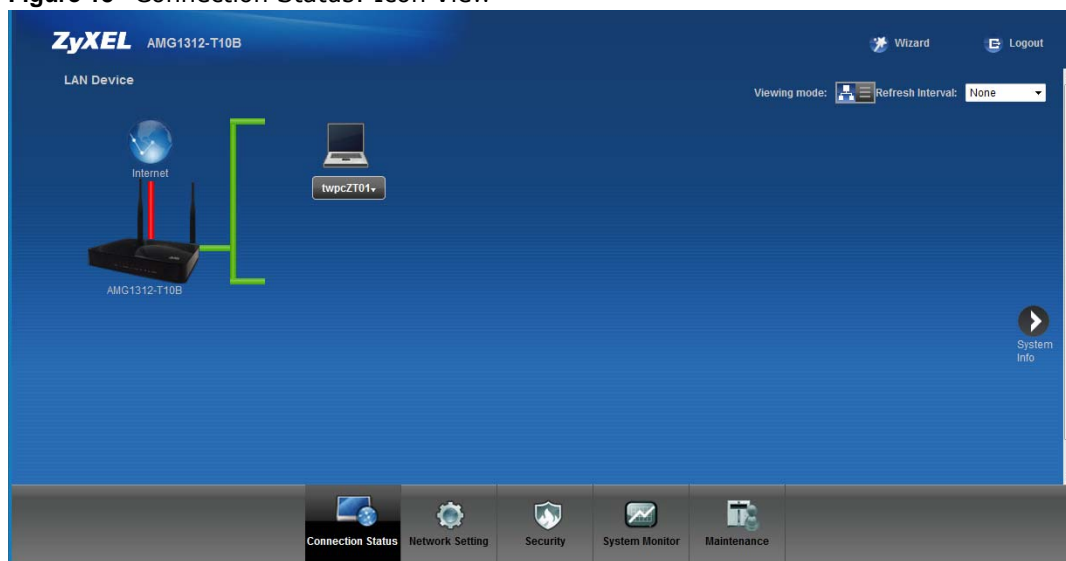 ZyXEL AMG1312-T10B
Wizard
Logout
LAN Device
Viewing mode:
Refresh Interval:
None
Internet
twpcZT01
AMG1312-T10B
System
Info
Connection Status
Network Setting
Security
System Monitor
Maintenance